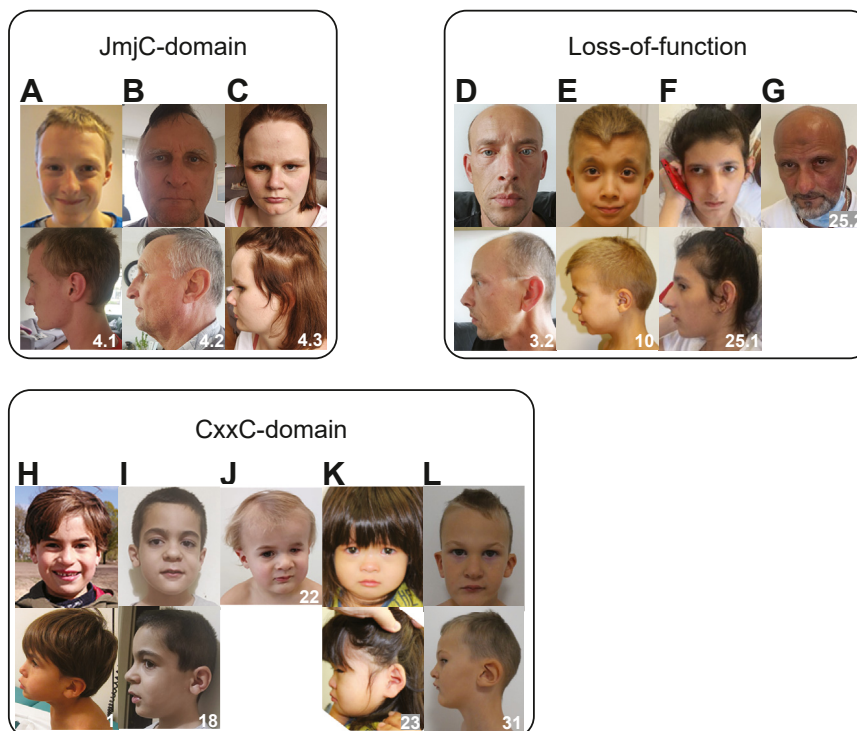 JmjC-domain
A B C
4.1 4.2 4.3
Loss-of-function
D E F G
25.2
3.2 10 25.1
CxxC-domain
H I J K L
22
1 18 23 31